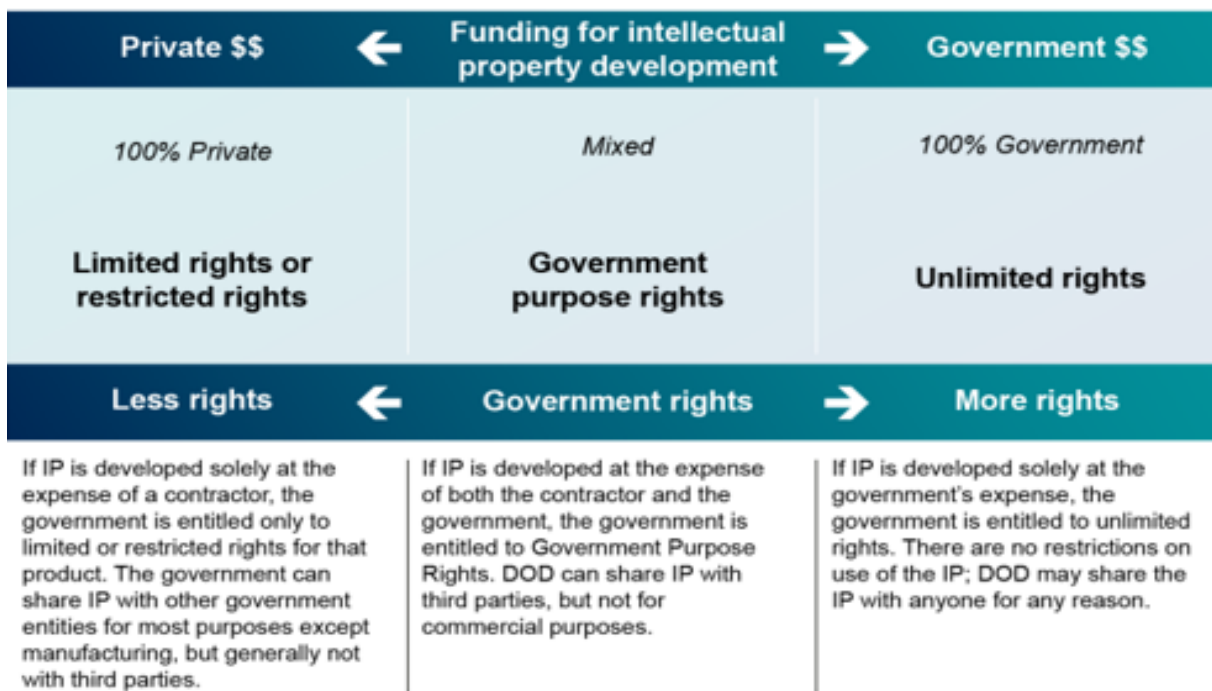 Private $$ ← Funding for intellectual property development → Government $$
100% Private
Mixed
100% Government
Limited rights or
restricted rights
Government
purpose rights
Unlimited rights
Less rights ← Government rights → More rights
If IP is developed solely at the
expense of a contractor, the
government is entitled only to
limited or restricted rights for that
product. The government can
share IP with other government
entities for most purposes except
manufacturing, but generally not
with third parties.
If IP is developed at the expense
of both the contractor and the
government, the government is
entitled to Government Purpose
Rights. DOD can share IP with
third parties, but not for
commercial purposes.
If IP is developed solely at the
government's expense, the
government is entitled to unlimited
rights. There are no restrictions on
use of the IP; DOD may share the
IP with anyone for any reason.